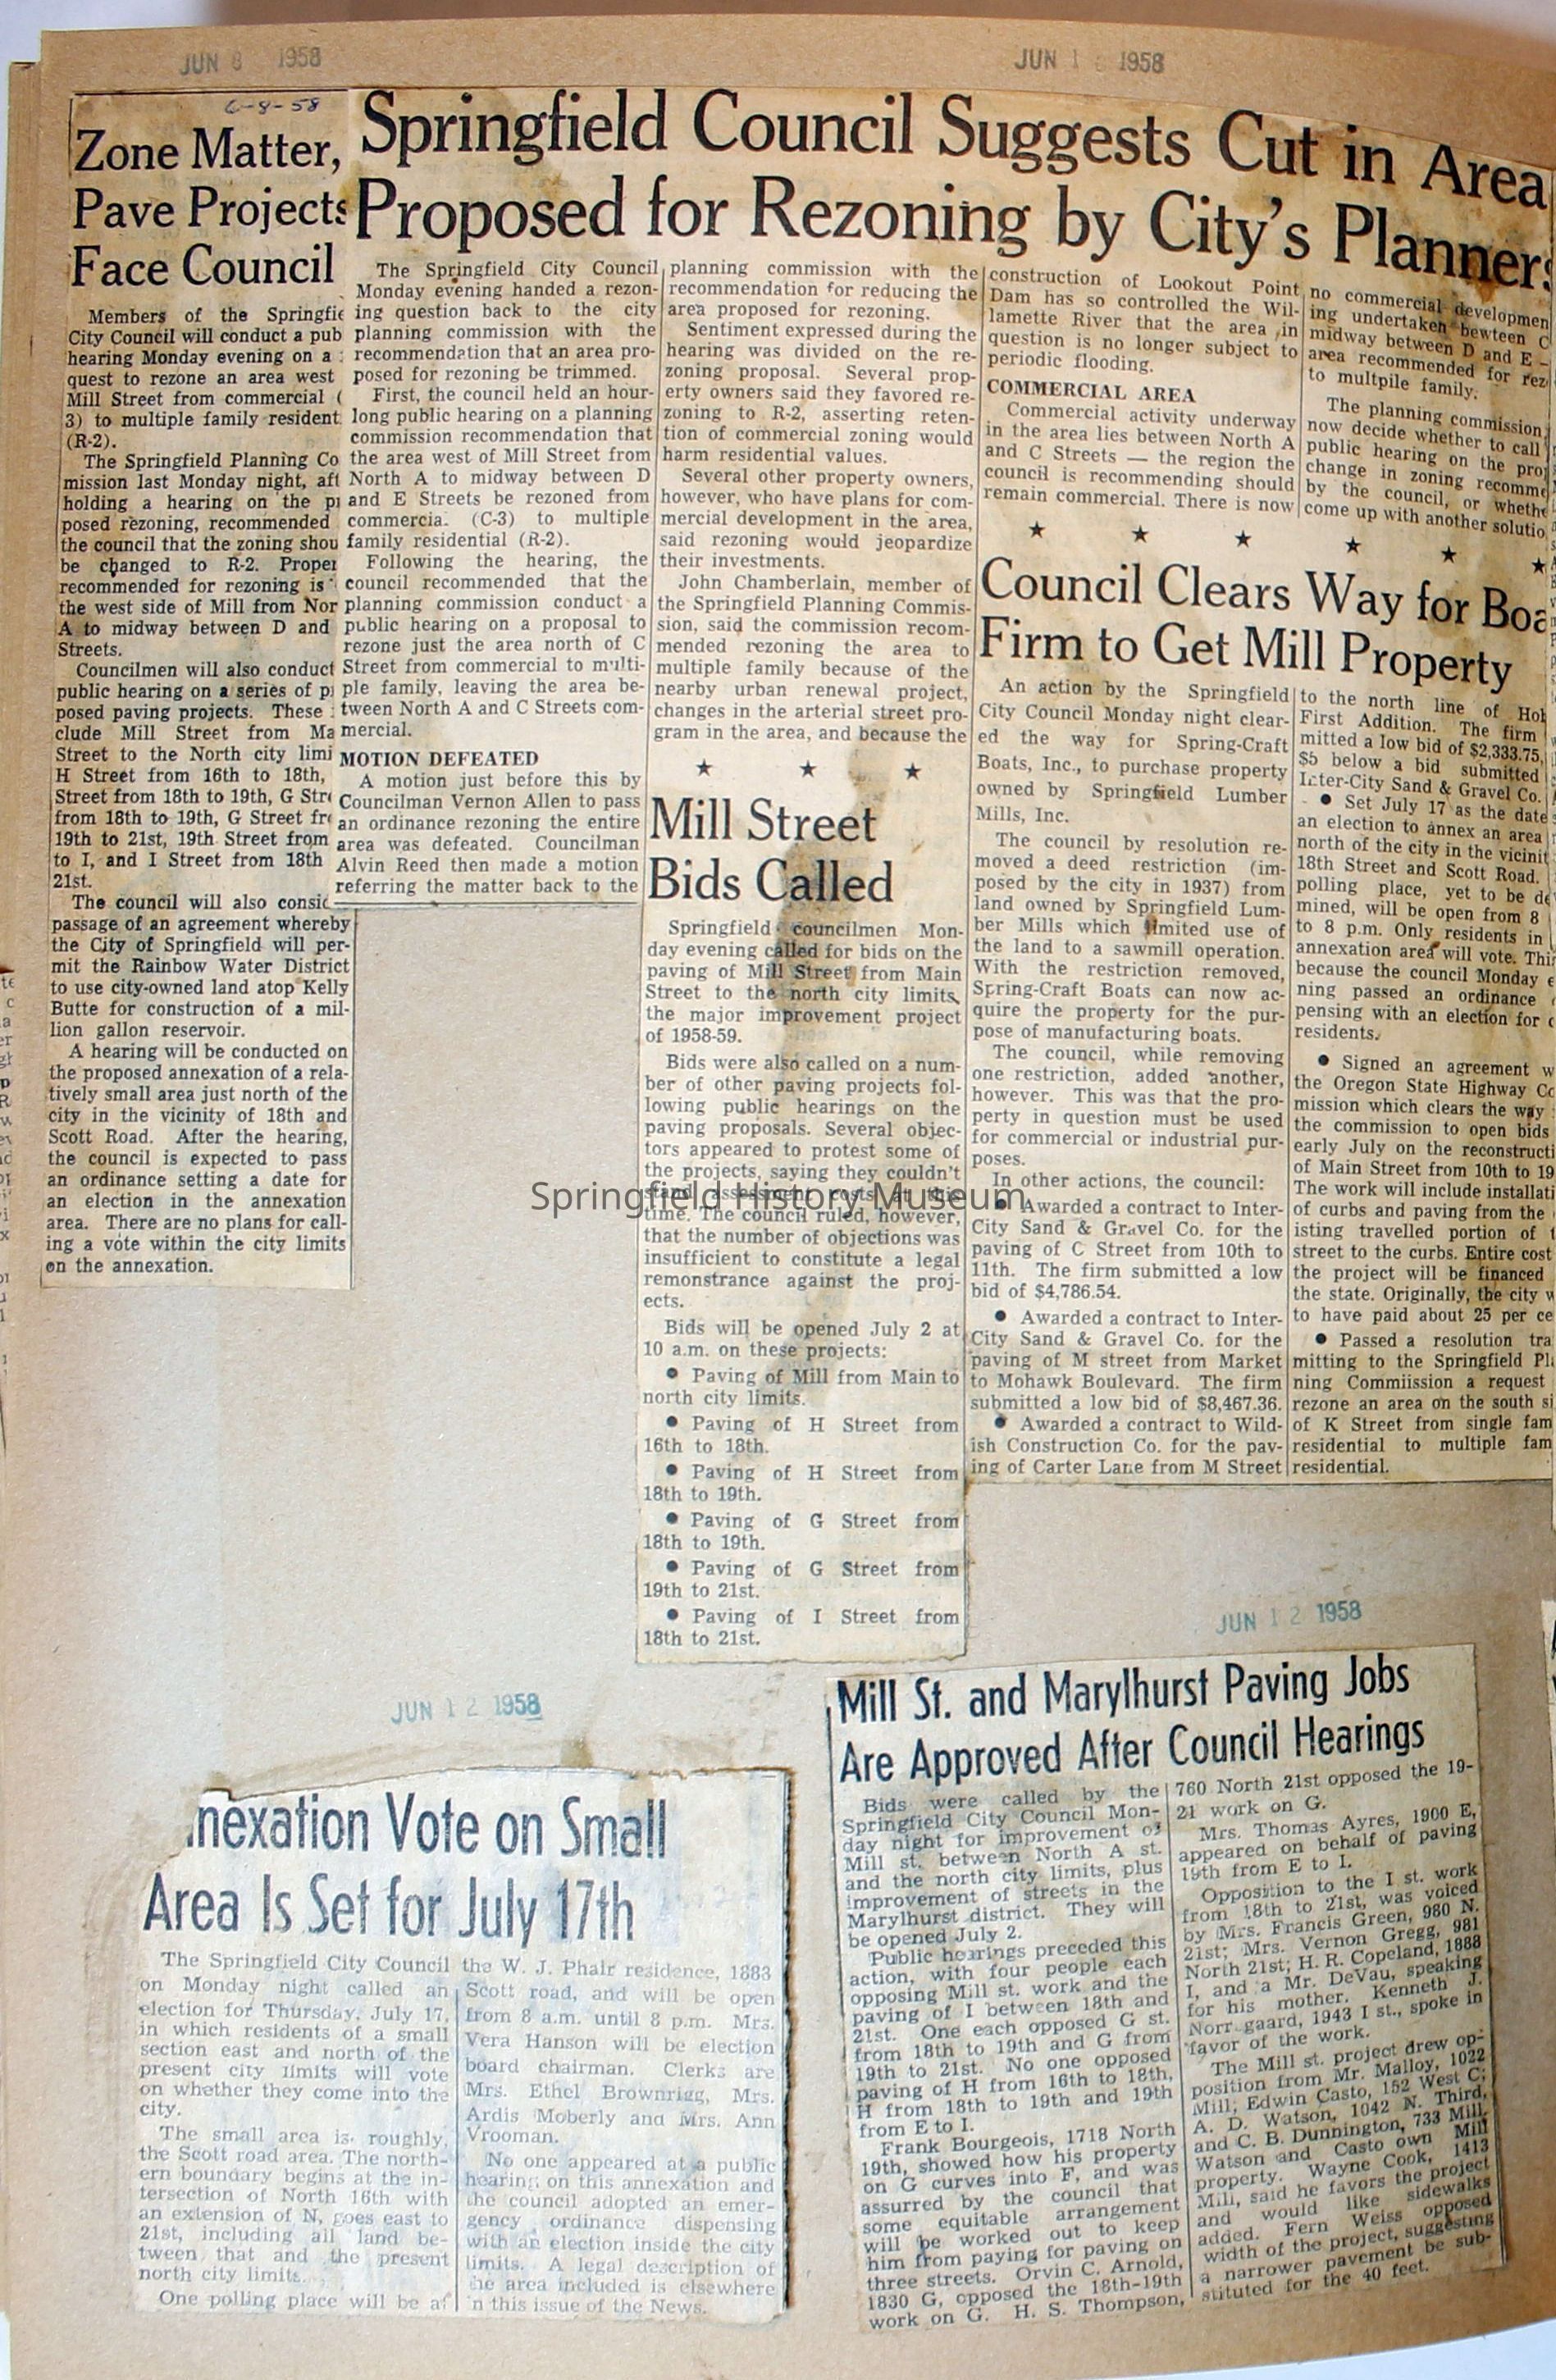 JUN 8 1958
JUN 1 1958
6-8-58
Zone Matter,
Pave Projects
Face Council
Members of the Springfie
City Council will conduct a pub
hearing Monday evening on a
quest to rezone an area west
Mill Street from commercial (
3) to multiple family resident
(R-2).
The Springfield Planning Co
mission last Monday night, aft
holding a hearing on the pr
posed rezoning, recommended
the council that the zoning shou
be changed to R-2. Proper
recommended for rezoning is
the west side of Mill from Nor
A to midway between D and
Streets.
Councilmen will also conduct
public hearing on a series of pr
posed paving projects. These
clude Mill Street from Ma
Street to the North city limi
H Street from 16th to 18th,
Street from 18th to 19th, G Stre
from 18th to 19th, G Street fr
19th to 21st, 19th Street from
to I, and I Street from 18th
21st.
The council will also consid
passage of an agreement whereby
the City of Springfield will per-
mit the Rainbow Water District
to use city-owned land atop Kelly
Butte for construction of a mil-
lion gallon reservoir.
A hearing will be conducted on
the proposed annexation of a rela-
tively small area just north of the
city in the vicinity of 18th and
Scott Road. After the hearing,
the council is expected to pass
an ordinance setting a date for
an election in the annexation
area. There are no plans for call-
ing a vote within the city limits
on the annexation.
Springfield Council Suggests Cut in Area
Proposed for Rezoning by City's Planners
The Springfield City Council
Monday evening handed a rezon-
ing question back to the city
planning commission with the
recommendation that an area pro-
posed for rezoning be trimmed.
First, the council held an hour-
long public hearing on a planning
commission recommendation that
the area west of Mill Street from
North A to midway between D
and E Streets be rezoned from
commercia. (C-3) to multiple
family residential (R-2).
Following the hearing, the
council recommended that the
planning commission conduct a
public hearing on a proposal to
rezone just the area north of C
Street from commercial to multi-
ple family, leaving the area be-
tween North A and C Streets com-
mercial.
MOTION DEFEATED
A motion just before this by
Councilman Vernon Allen to pass
an ordinance rezoning the entire
area was defeated. Councilman
Alvin Reed then made a motion
referring the matter back to the
planning commission with the
recommendation for reducing the
area proposed for rezoning.
Sentiment expressed during the
hearing was divided on the re-
zoning proposal. Several prop-
erty owners said they favored re-
zoning to R-2, asserting reten-
tion of commercial zoning would
harm residential values.
Several other property owners,
however, who have plans for com-
mercial development in the area,
said rezoning would jeopardize
their investments.
John Chamberlain, member of
the Springfield Planning Commis-
sion, said the commission recom-
mended rezoning the area to
multiple family because of the
nearby urban renewal project,
changes in the arterial street pro-
gram in the area, and because the
construction of Lookout Point
Dam has so controlled the Wil-
lamette River that the area in
question is no longer subject to
periodic flooding.
COMMERCIAL AREA
Commercial activity underway
in the area lies between North A
and C Streets — the region the
council is recommending should
remain commercial. There is now
no commercial developmen
ing undertaken bewteen C
midway between D and E -
area recommended for rez
to multpile family.
The planning commission
now decide whether to call
public hearing on the pro
change in zoning recomme
by the council, or whethe
come up with another solutio
Mill Street
Bids Called
Springfield councilmen Mon-
day evening called for bids on the
paving of Mill Street from Main
Street to the north city limits,
the major improvement project
of 1958-59.
Bids were also called on a num-
ber of other paving projects fol-
lowing public hearings on the
paving proposals. Several objec-
tors appeared to protest some of
the projects, saying they couldn't
stand assessment costs at this
time. The council ruled, however,
that the number of objections was
insufficient to constitute a legal
remonstrance against the proj-
ects.
Bids will be opened July 2 at
10 a.m. on these projects:
● Paving of Mill from Main to
north city limits.
● Paving of H Street from
16th to 18th.
● Paving of H Street from
18th to 19th.
● Paving of G Street from
18th to 19th.
● Paving of G Street from
19th to 21st.
● Paving of I Street from
18th to 21st.
Council Clears Way for Boa
Firm to Get Mill Property
An action by the Springfield
City Council Monday night clear-
ed the way for Spring-Craft
Boats, Inc., to purchase property
owned by Springfield Lumber
Mills, Inc.
The council by resolution re-
moved a deed restriction (im-
posed by the city in 1937) from
land owned by Springfield Lum-
ber Mills which limited use of
the land to a sawmill operation.
With the restriction removed,
Spring-Craft Boats can now ac-
quire the property for the pur-
pose of manufacturing boats.
The council, while removing
one restriction, added another,
however. This was that the pro-
perty in question must be used
for commercial or industrial pur-
poses.
In other actions, the council:
● Awarded a contract to Inter-
City Sand & Gravel Co. for the
paving of C Street from 10th to
11th. The firm submitted a low
bid of $4,786.54.
● Awarded a contract to Inter-
City Sand & Gravel Co. for the
paving of M street from Market
to Mohawk Boulevard. The firm
submitted a low bid of $8,467.36.
● Awarded a contract to Wild-
ish Construction Co. for the pav-
ing of Carter Lane from M Street
to the north line of Hol
First Addition. The firm
mitted a low bid of $2,333.75,
$5 below a bid submitted
Inter-City Sand & Gravel Co.
● Set July 17 as the date
an election to annex an area
north of the city in the vicinit
18th Street and Scott Road.
polling place, yet to be de
mined, will be open from 8
to 8 p.m. Only residents in
annexation area will vote. Thi
because the council Monday e
ning passed an ordinance
pensing with an election for c
residents.
● Signed an agreement w
the Oregon State Highway Co
mission which clears the way
the commission to open bids
early July on the reconstructi
of Main Street from 10th to 19
The work will include installati
of curbs and paving from the
isting travelled portion of t
street to the curbs. Entire cost
the project will be financed
the state. Originally, the city w
to have paid about 25 per ce
● Passed a resolution tra
mitting to the Springfield Pla
ning Commiission a request
rezone an area on the south si
of K Street from single fam
residential to multiple fam
residential.
Springfield History Museum
JUN 12 1958
nexation Vote on Small
Area Is Set for July 17th
The Springfield City Council
on Monday night called an
election for Thursday, July 17,
in which residents of a small
section east and north of the
present city limits will vote
on whether they come into the
city.
The small area is, roughly,
the Scott road area. The north-
ern boundary begins at the in-
tersection of North 16th with
an extension of N, goes east to
21st, including all land be-
tween that and the present
north city limits.
One polling place will be at
the W. J. Phair residence, 1883
Scott road, and will be open
from 8 a.m. until 8 p.m. Mrs.
Vera Hanson will be election
board chairman. Clerks are
Mrs. Ethel Brownrigg, Mrs.
Ardis Moberly and Mrs. Ann
Vrooman.
No one appeared at a public
hearing on this annexation and
the council adopted an emer-
gency ordinance dispensing
with an election inside the city
limits. A legal description of
the area included is elsewhere
in this issue of the News.
JUN 12 1958
Mill St. and Marylhurst Paving Jobs
Are Approved After Council Hearings
Bids were called by the
Springfield City Council Mon-
day night for improvement of
Mill st. between North A st.
and the north city limits, plus
improvement of streets in the
Marylhurst district. They will
be opened July 2.
Public hearings preceded this
action, with four people each
opposing Mill st. work and the
paving of I between 18th and
21st. One each opposed G st.
from 18th to 19th and G from
19th to 21st. No one opposed
paving of H from 16th to 18th,
H from 18th to 19th and 19th
from E to I.
Frank Bourgeois, 1718 North
19th, showed how his property
on G curves into F, and was
assured by the council that
some equitable arrangement
will be worked out to keep
him from paying for paving on
three streets. Orvin C. Arnold,
1830 G, opposed the 18th-19th
work on G. H. S. Thompson,
760 North 21st opposed the 19-
21 work on G.
Mrs. Thomas Ayres, 1900 E,
appeared on behalf of paving
19th from E to I.
Opposition to the I st. work
from 18th to 21st, was voiced
by Mrs. Francis Green, 980 N.
21st; Mrs. Vernon Gregg, 981
North 21st; H. R. Copeland, 1888
I, and a Mr. DeVau, speaking
for his mother. Kenneth J.
Norrgaard, 1943 I st., spoke in
favor of the work.
The Mill st. project drew op-
position from Mr. Malloy, 1022
Mill; Edwin Casto, 152 West C;
A. D. Watson, 1042 N. Third,
and C. B. Dunnington, 733 Mill.
Watson and Casto own Mill
property. Wayne Cook, 1413
Mill, said he favors the project
and would like sidewalks
added. Fern Weiss opposed
width of the project, suggesting
a narrower pavement be sub-
stituted for the 40 feet.